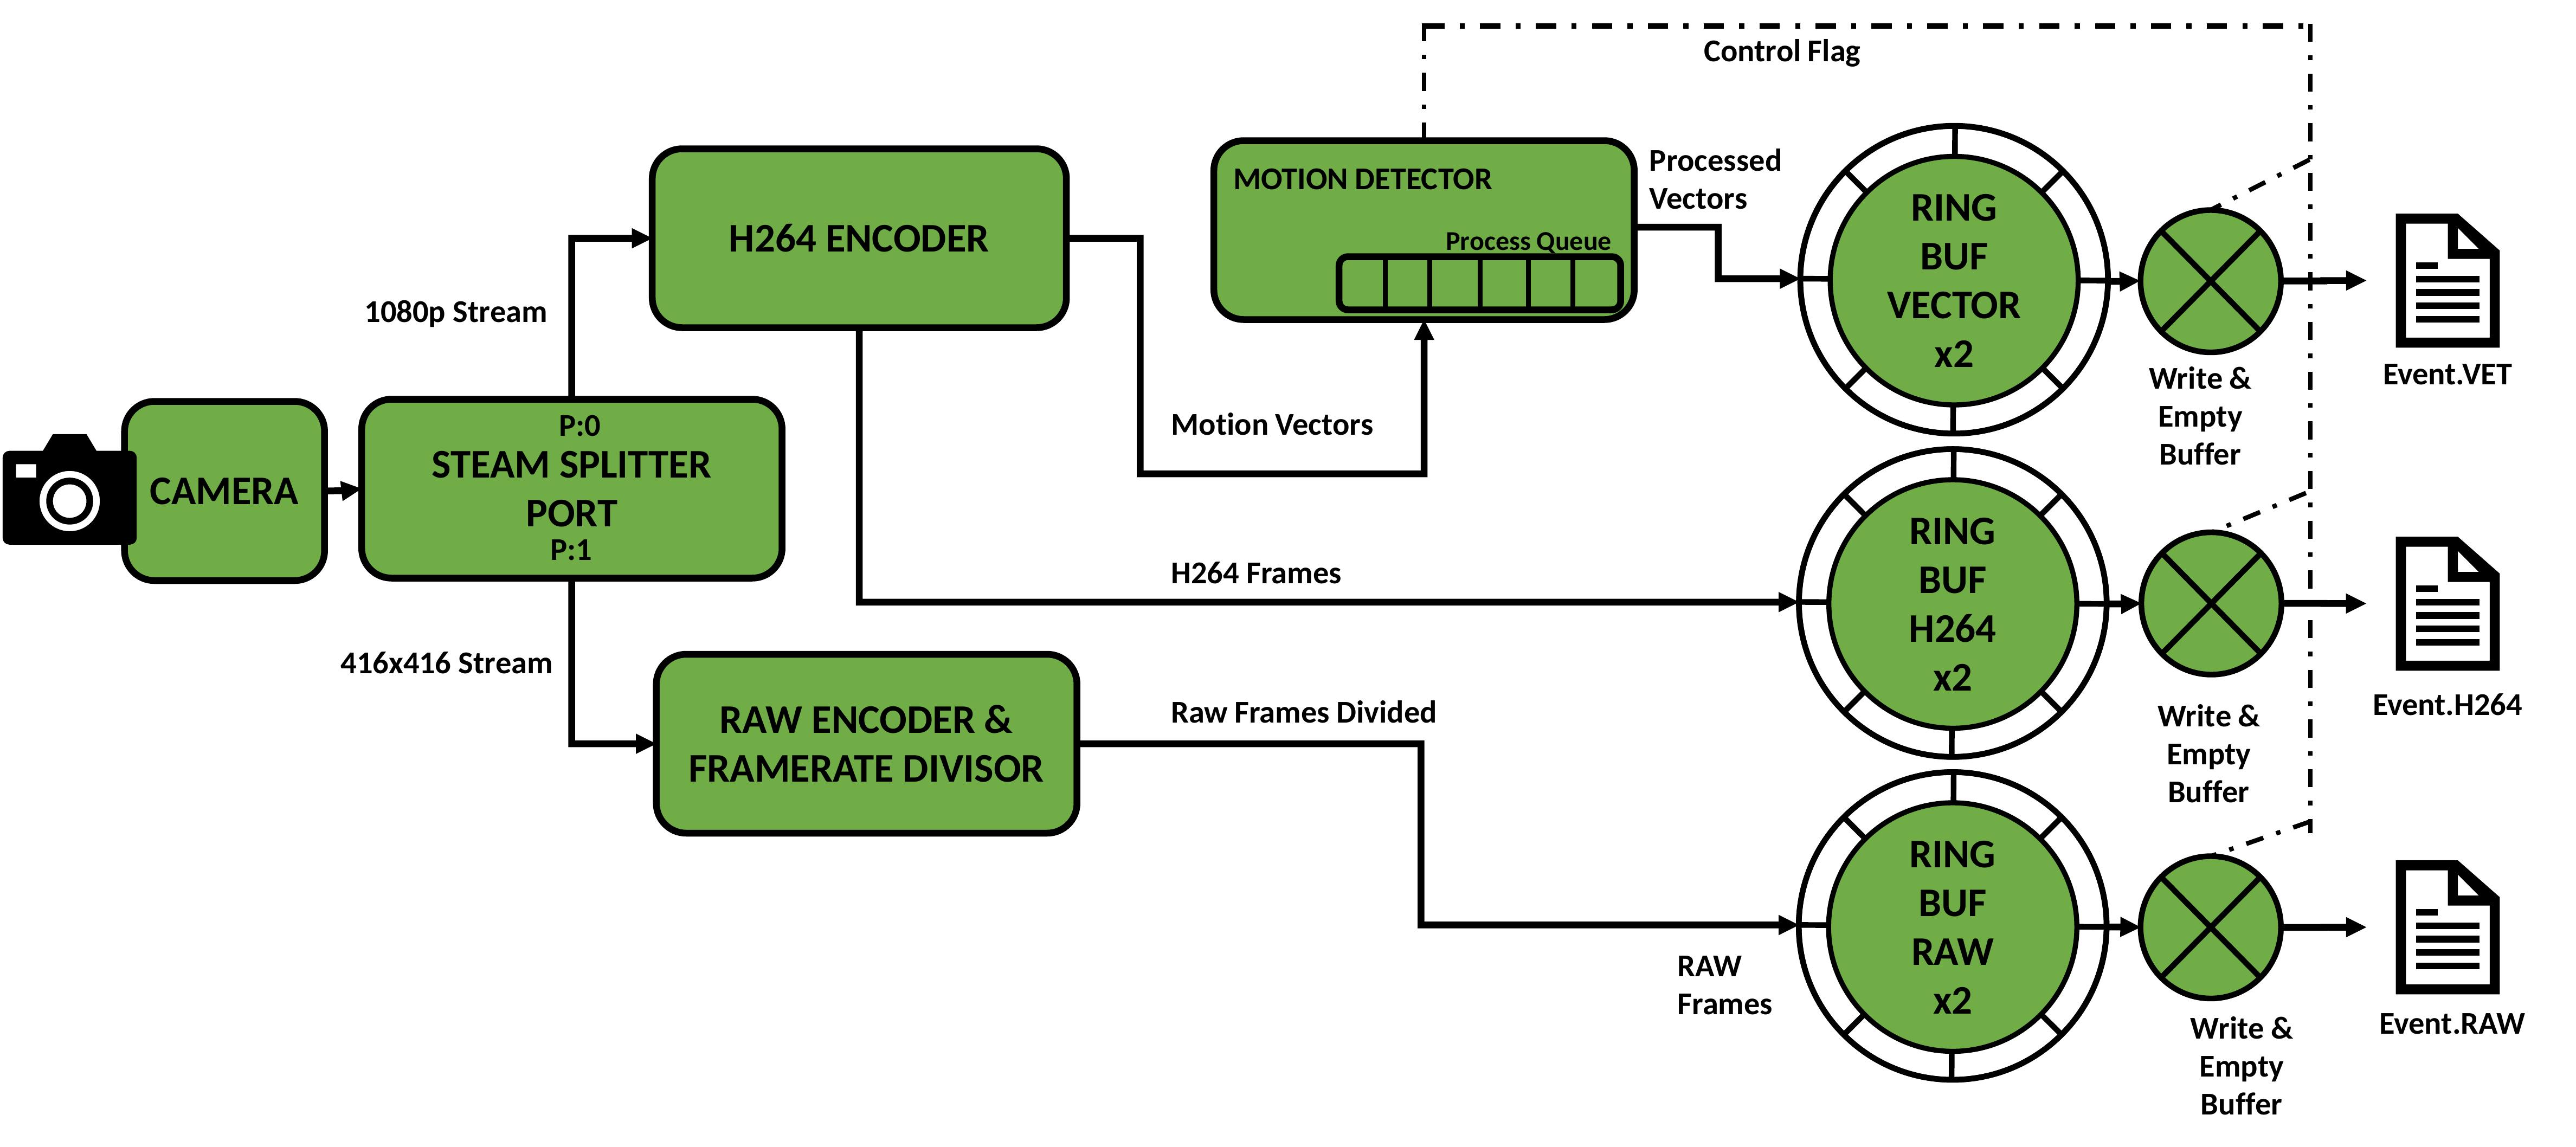 Control Flag
MOTION DETECTOR
Process Queue
Processed
Vectors
H264 ENCODER
1080p Stream
P:0
STEAM SPLITTER
PORT
P:1
CAMERA
Motion Vectors
H264 Frames
416x416 Stream
RAW ENCODER &
FRAMERATE DIVISOR
Raw Frames Divided
RAW
Frames
RING
BUF
VECTOR
x2
Write &
Empty
Buffer
Event.VET
RING
BUF
H264
x2
Write &
Empty
Buffer
Event.H264
RING
BUF
RAW
x2
Write &
Empty
Buffer
Event.RAW